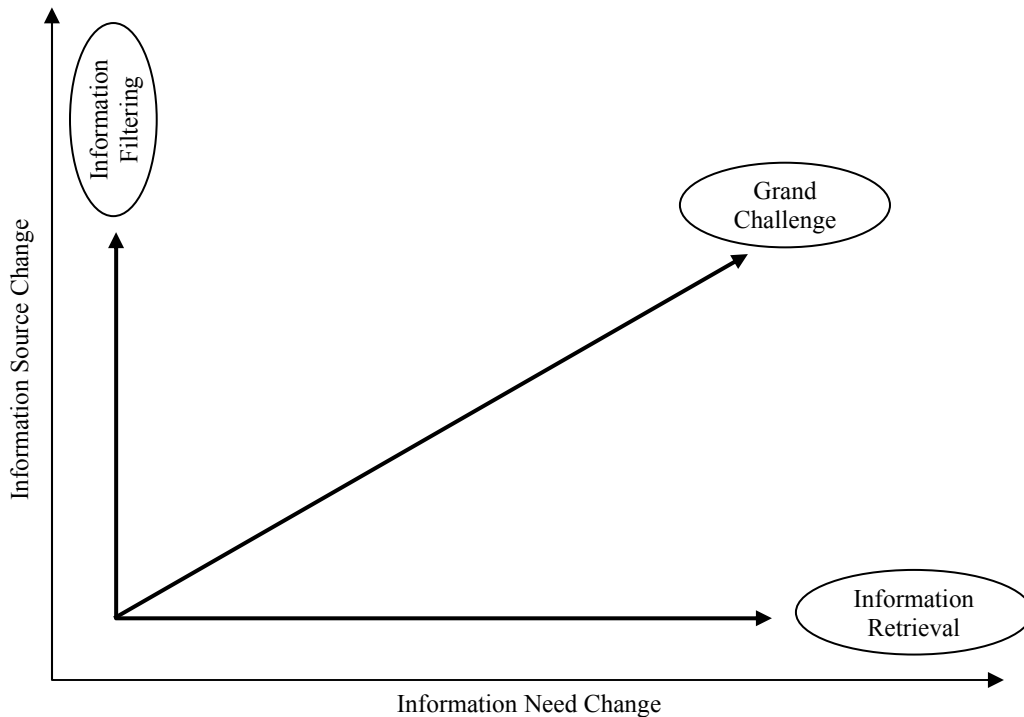 Information
Filtering
Grand
Challenge
Information Source Change
Information
Retrieval
Information Need Change